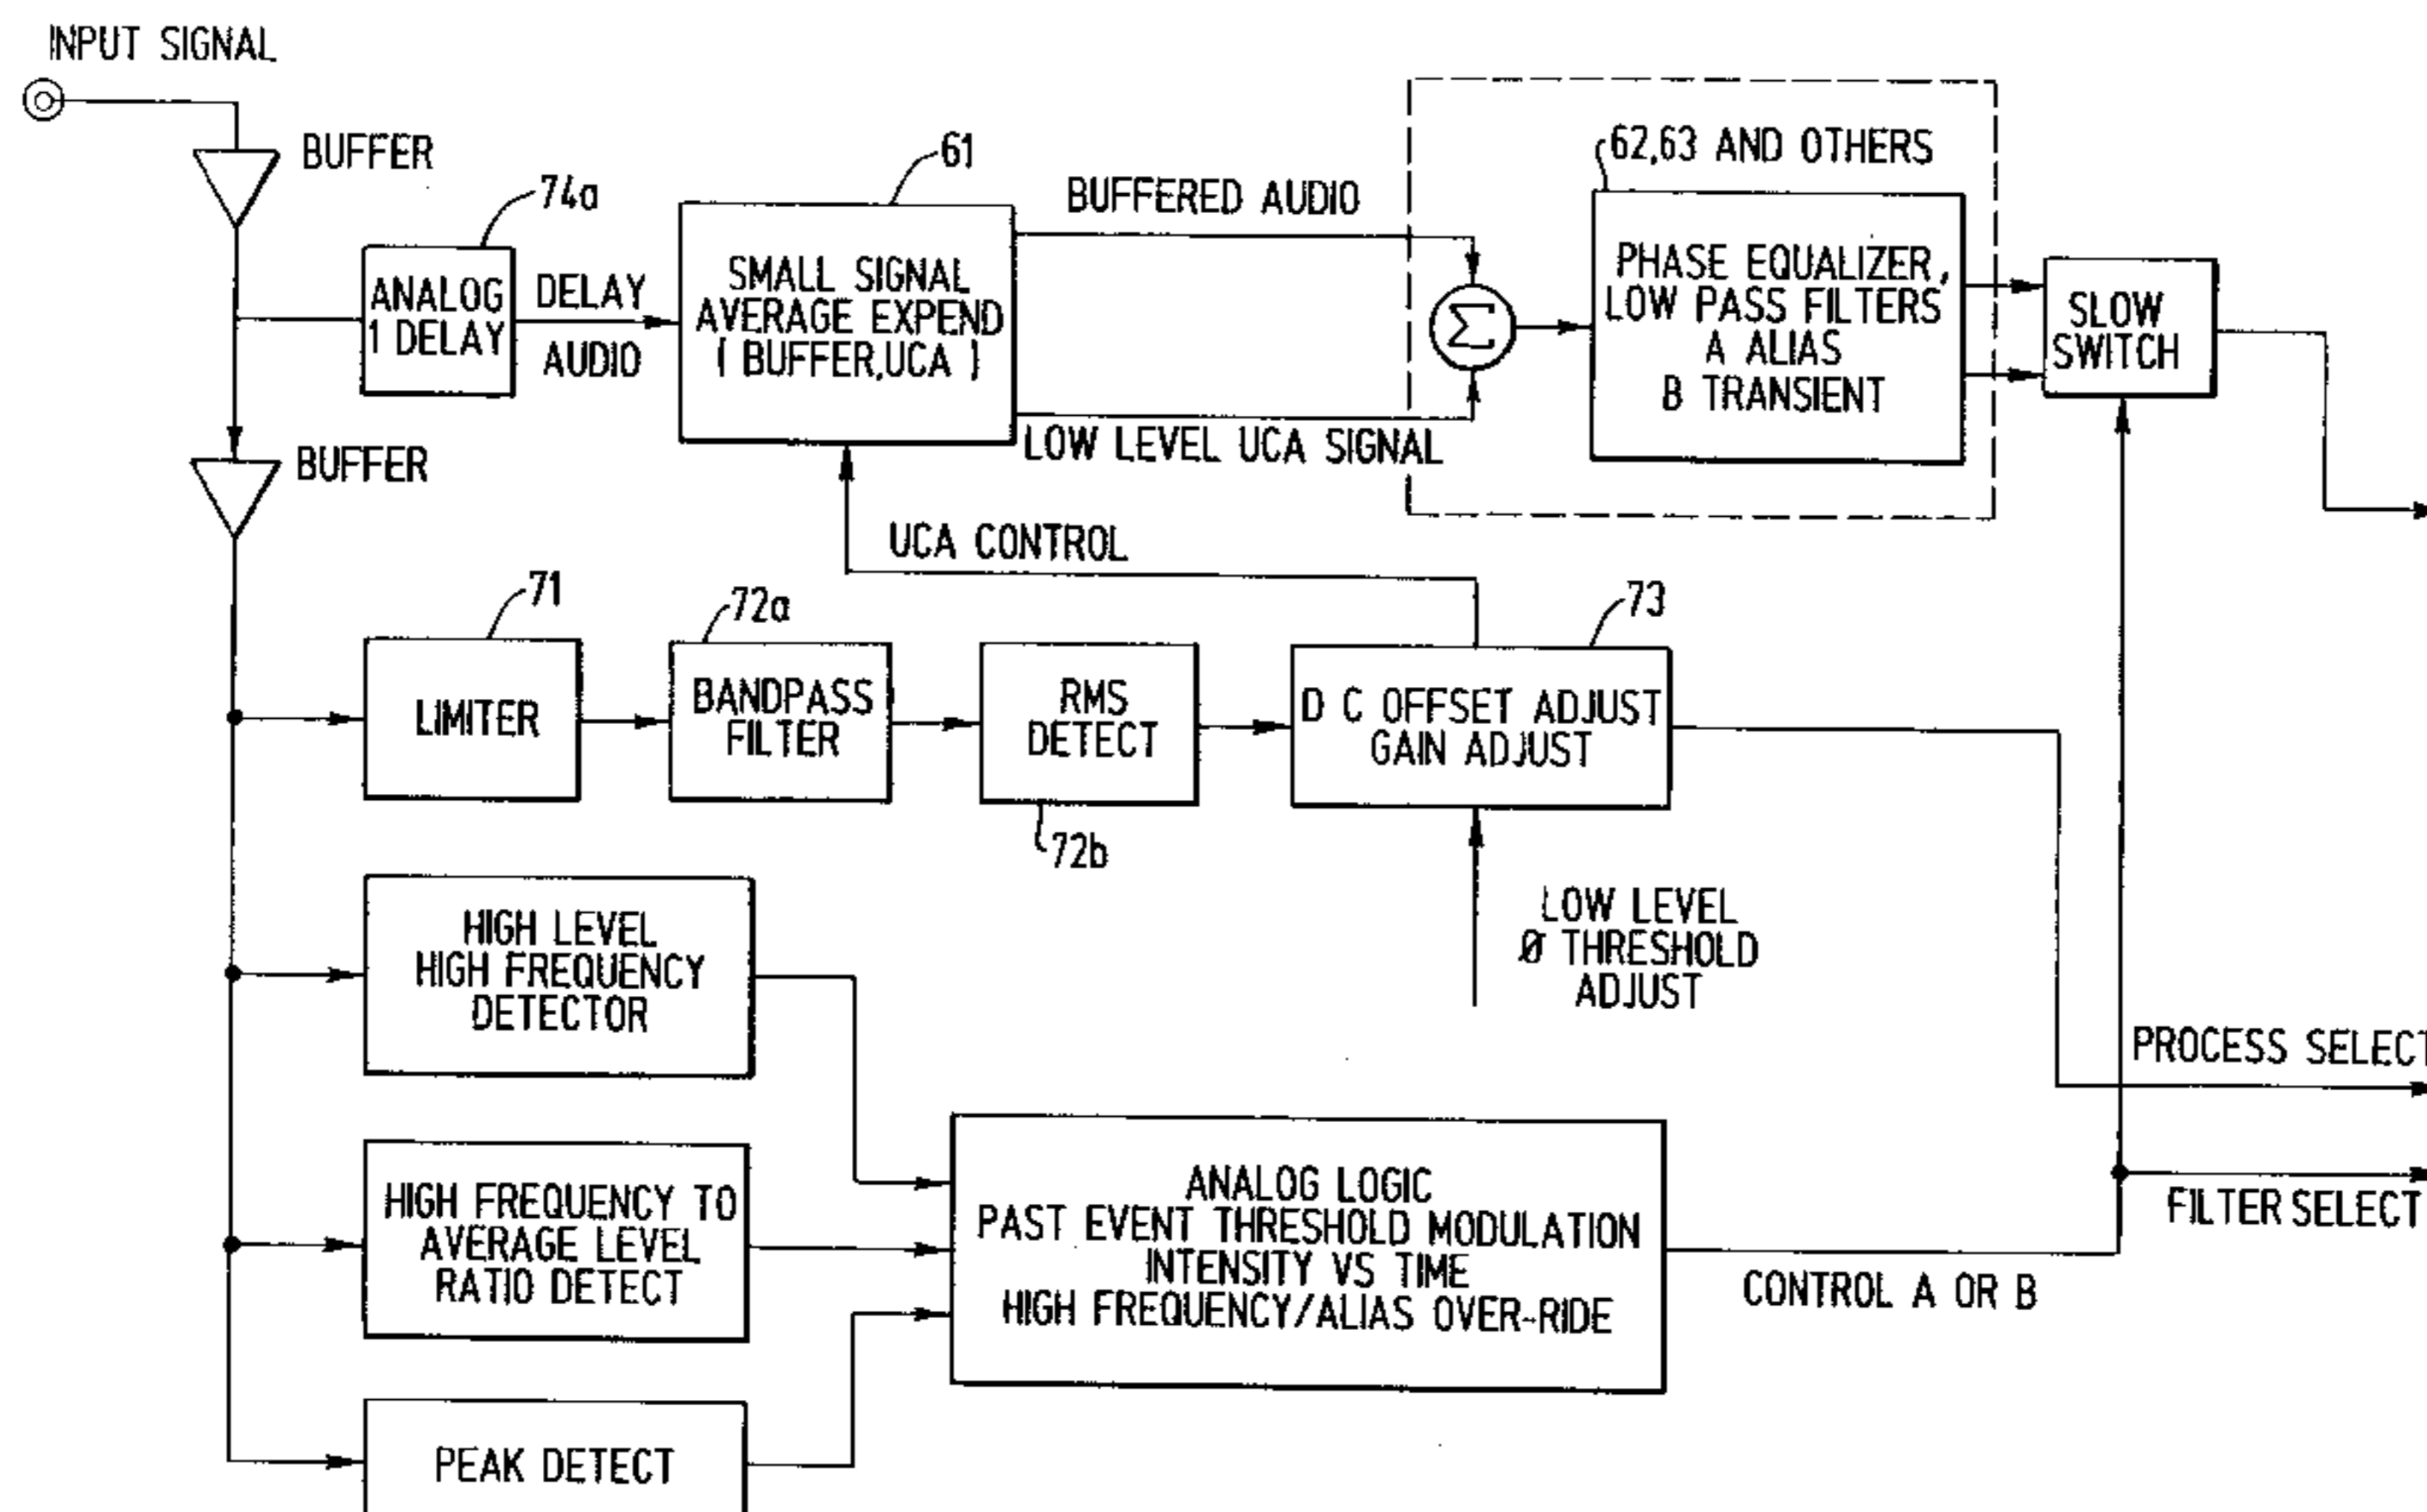 INPUT SIGNAL
BUFFER
74a
ANALOG
1 DELAY
DELAY
AUDIO
61
SMALL SIGNAL
AVERAGE EXPEND
( BUFFER,UCA )
BUFFERED AUDIO
LOW LEVEL UCA SIGNAL
Σ
62,63 AND OTHERS
PHASE EQUALIZER,
LOW PASS FILTERS
A ALIAS
B TRANSIENT
SLOW
SWITCH
BUFFER
UCA CONTROL
71
LIMITER
72a
BANDPASS
FILTER
RMS
DETECT
72b
73
D C OFFSET ADJUST
GAIN ADJUST
LOW LEVEL
Ø THRESHOLD
ADJUST
HIGH LEVEL
HIGH FREQUENCY
DETECTOR
PROCESS SELECT
HIGH FREQUENCY TO
AVERAGE LEVEL
RATIO DETECT
ANALOG LOGIC
PAST EVENT THRESHOLD MODULATION
INTENSITY VS TIME
HIGH FREQUENCY/ALIAS OVER-RIDE
FILTER SELECT
CONTROL A OR B
PEAK DETECT